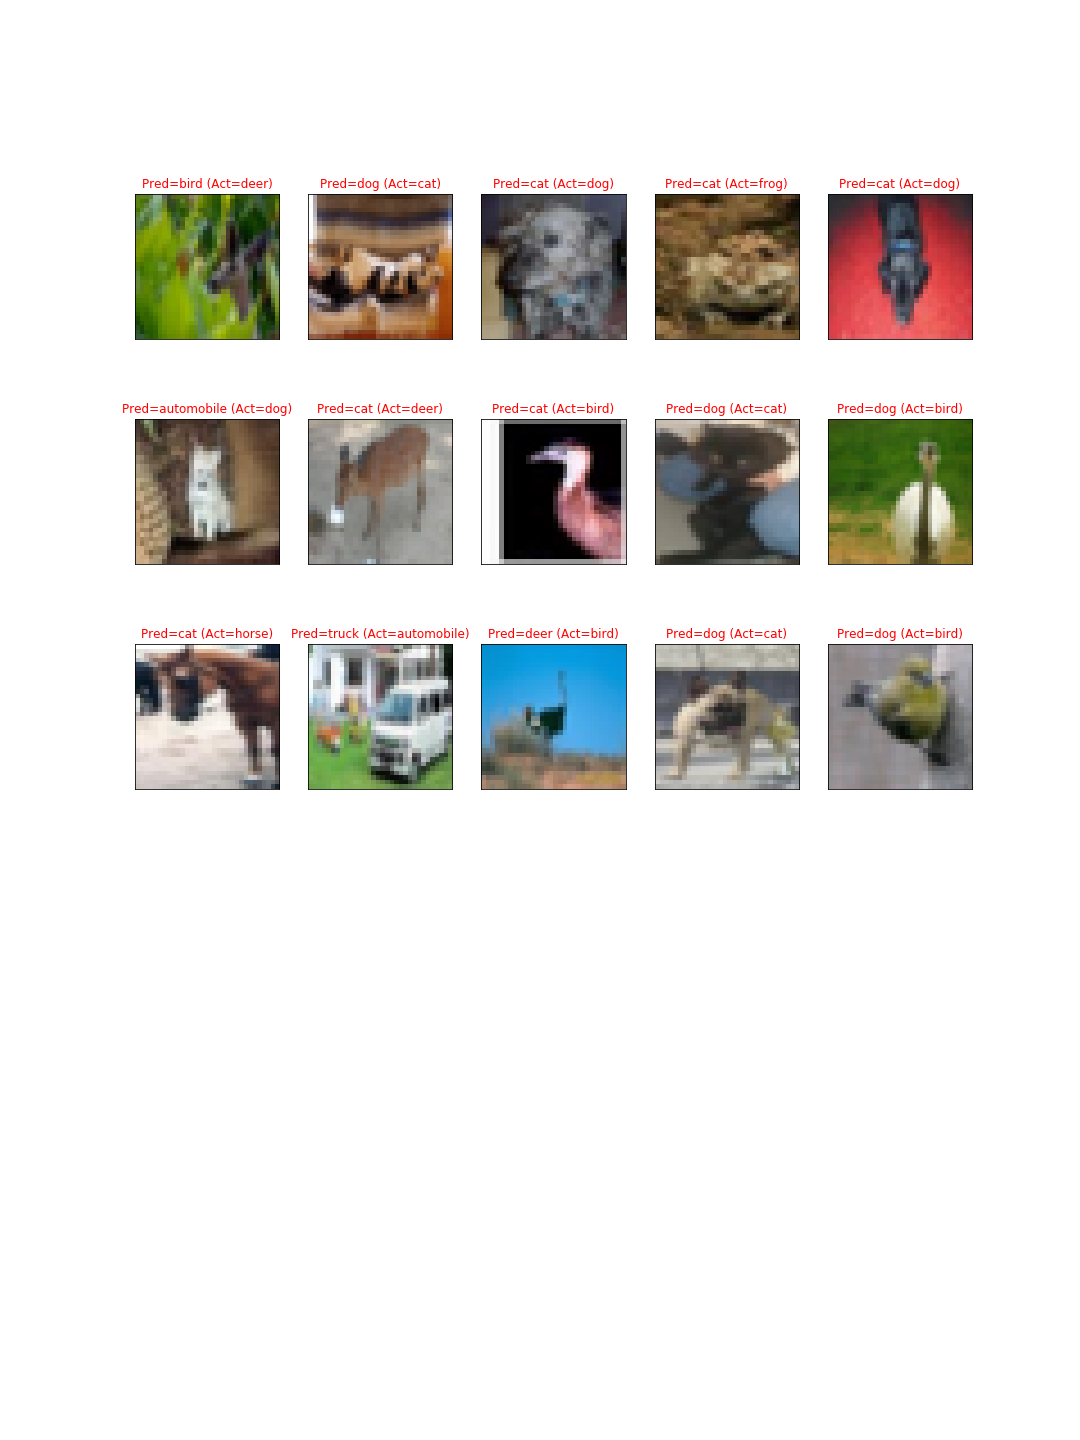 Pred=bird (Act=deer) Pred=dog (Act=cat) Pred=cat (Act=dog) Pred=cat (Act=frog) Pred=cat (Act=dog)
Pred=automobile (Act=dog) Pred=cat (Act=deer) Pred=cat (Act=bird) Pred=dog (Act=cat) Pred=dog (Act=bird)
Pred=cat (Act=horse) Pred=truck (Act=automobile) Pred=deer (Act=bird) Pred=dog (Act=cat) Pred=dog (Act=bird)